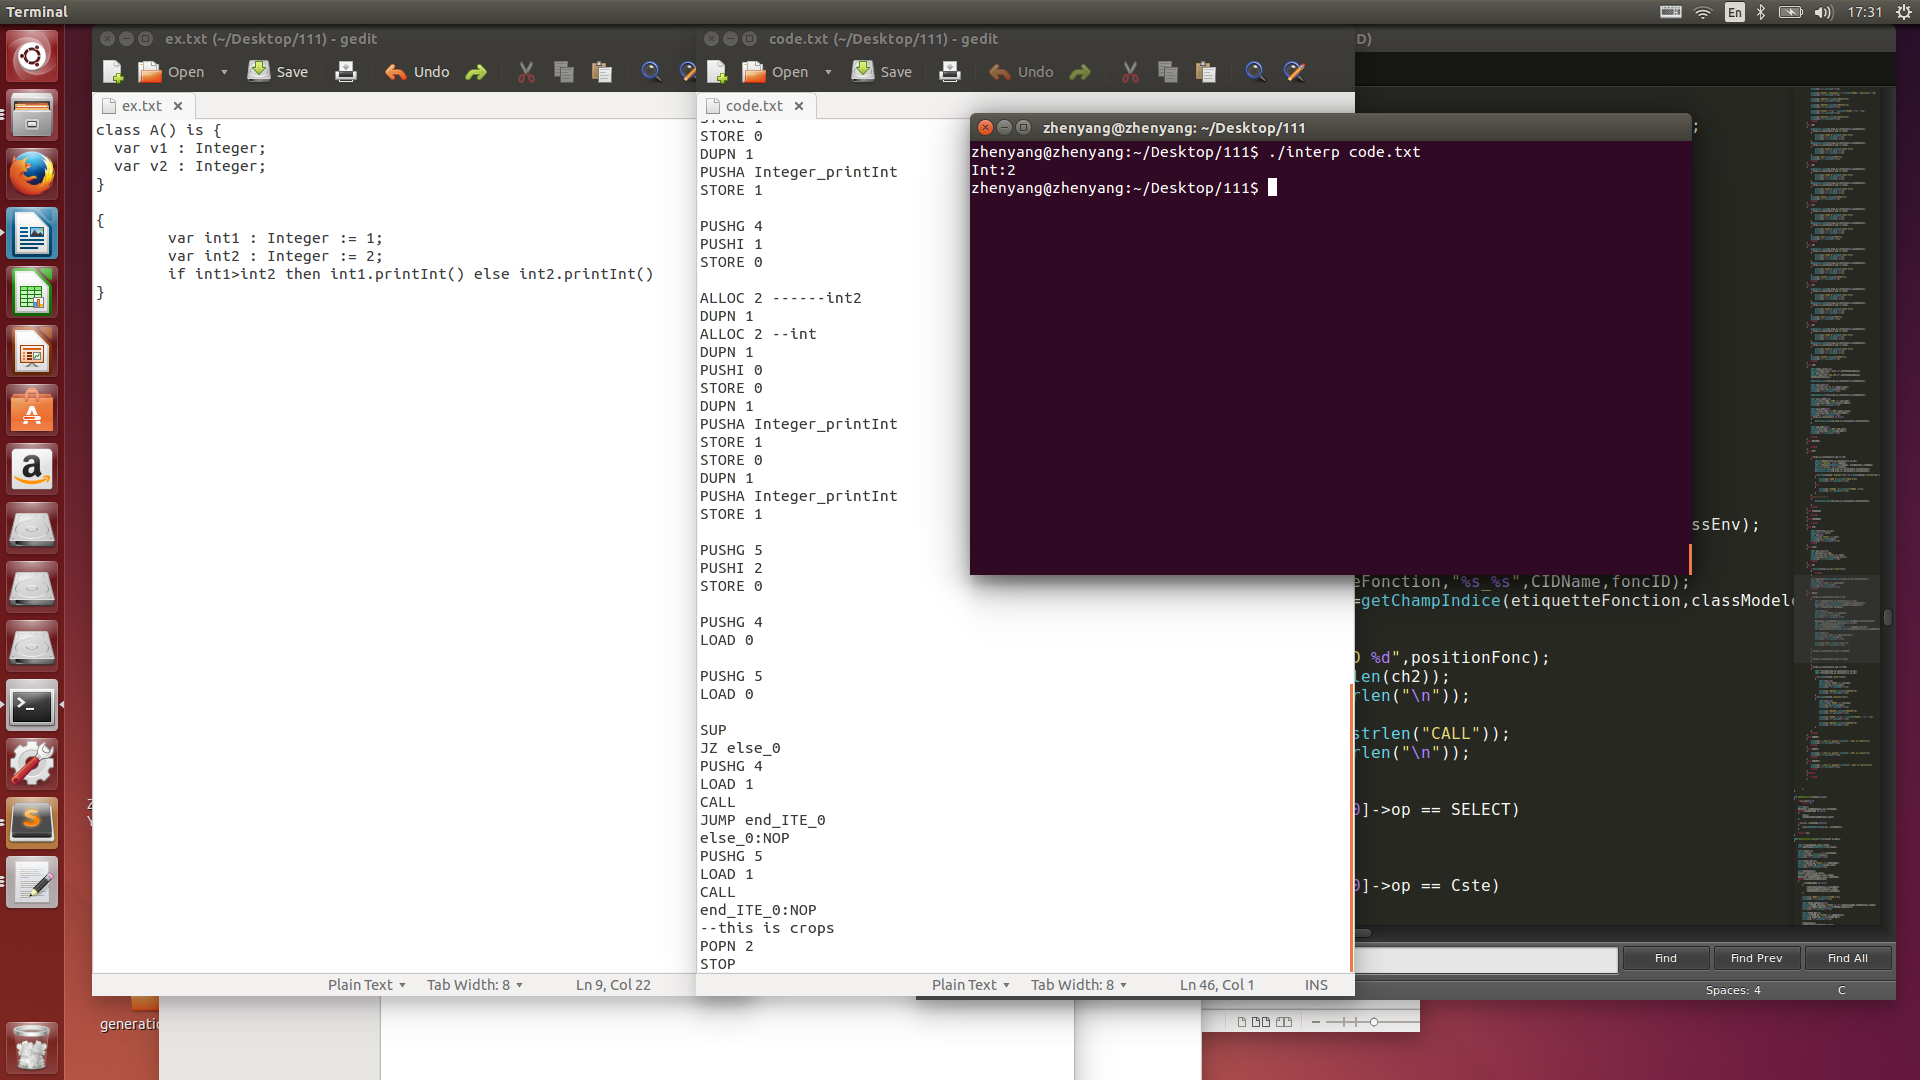 Terminal
En
17:31
ex.txt (~/Desktop/111) - gedit
Open
Save
Undo
ex.txt
class A() is {
var v1 : Integer;
var v2 : Integer;
}
{
var int1 : Integer := 1;
var int2 : Integer := 2;
if int1>int2 then int1.printInt() else int2.printInt()
}
Plain Text
Tab Width: 8
Ln 9, Col 22
code.txt (~/Desktop/111) - gedit
Open
Save
Undo
code.txt
STORE 1
STORE 0
DUPN 1
PUSHA Integer_printInt
STORE 1
PUSHG 4
PUSHI 1
STORE 0
ALLOC 2 ------int2
DUPN 1
ALLOC 2 --int
DUPN 1
PUSHI 0
STORE 0
DUPN 1
PUSHA Integer_printInt
STORE 1
STORE 0
DUPN 1
PUSHA Integer_printInt
STORE 1
PUSHG 5
PUSHI 2
STORE 0
PUSHG 4
LOAD 0
PUSHG 5
LOAD 0
SUP
JZ else_0
PUSHG 4
LOAD 1
CALL
JUMP end_ITE_0
else_0:NOP
PUSHG 5
LOAD 1
CALL
end_ITE_0:NOP
--this is crops
POPN 2
STOP
Plain Text
Tab Width: 8
Ln 46, Col 1
INS
zhenyang@zhenyang: ~/Desktop/111
zhenyang@zhenyang:~/Desktop/111$ ./interp code.txt
Int:2
zhenyang@zhenyang:~/Desktop/111$
D)
;
ssEnv);
eFonction,"%s_%s",CIDName,foncID);
=getChampIndice(etiquetteFonction,classModel
D %d",positionFonc);
len(ch2));
rlen("\n"));
strlen("CALL"));
rlen("\n"));
0]->op == SELECT)
0]->op == Cste)
Find
Find Prev
Find All
Spaces: 4
C
generatio